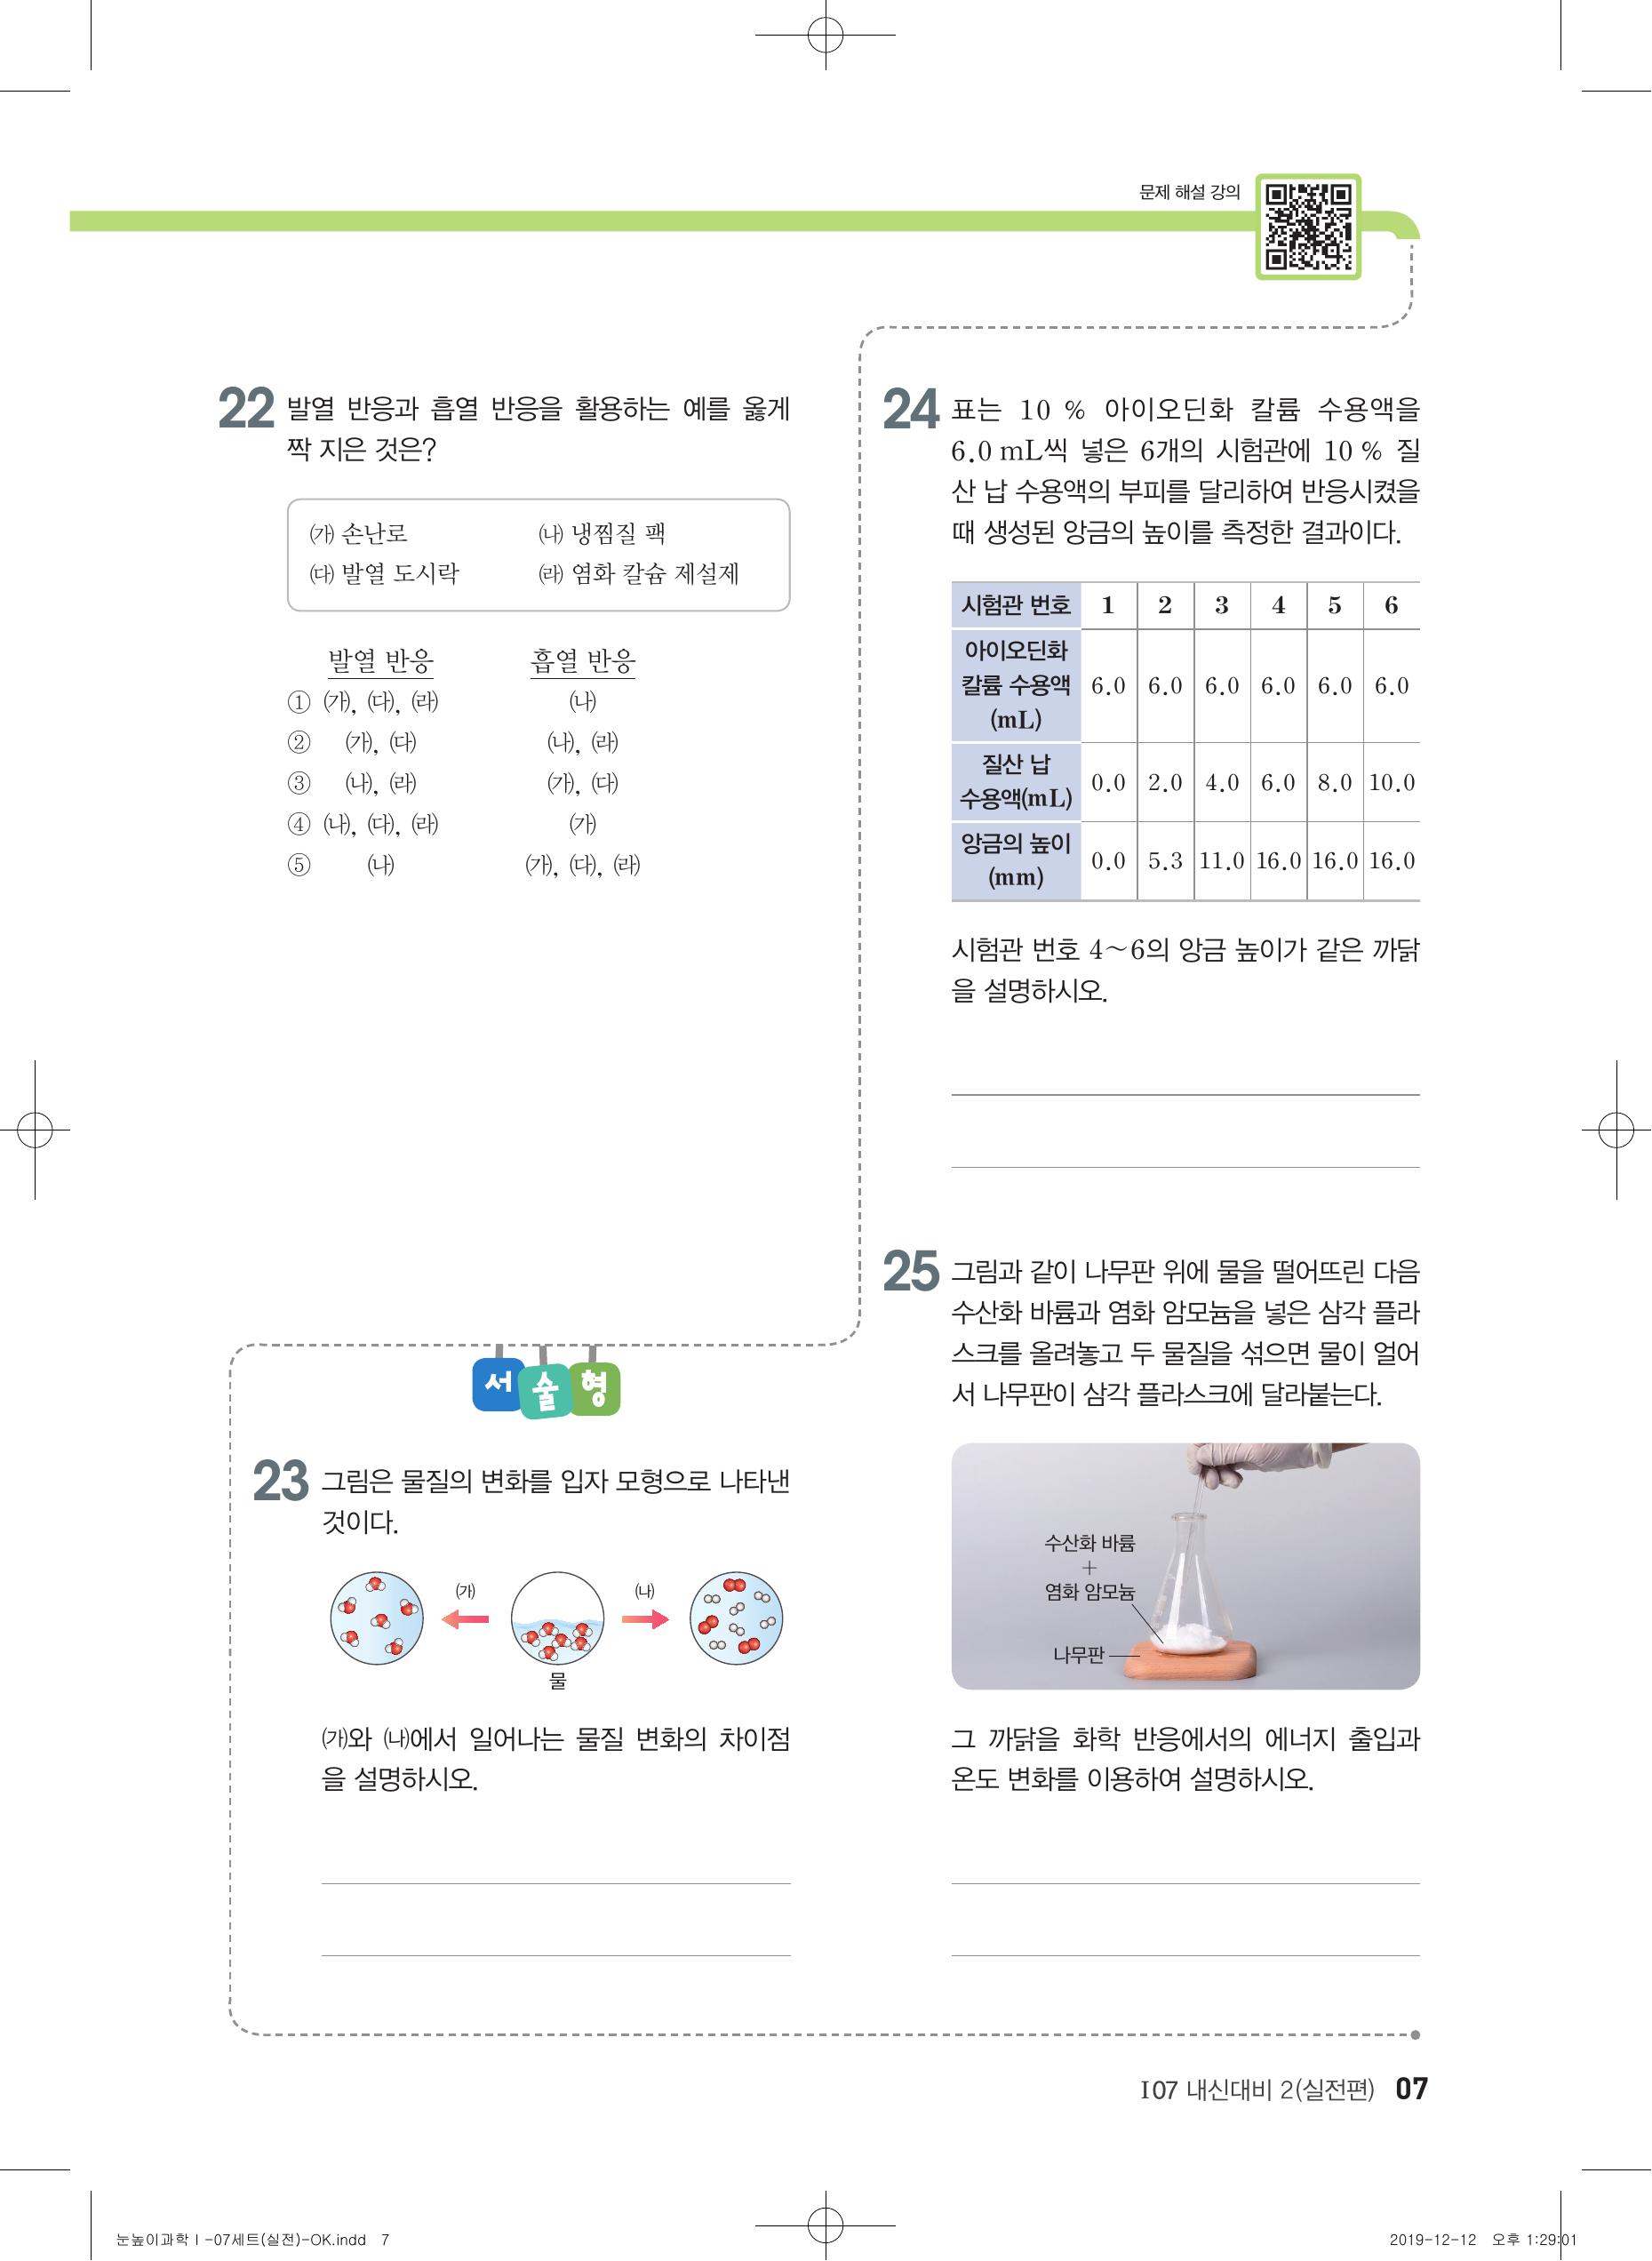 문제 해설 강의
22 발열 반응과 흡열 반응을 활용하는 예를 옳게
짝 지은 것은?
㈎ 손난로 ㈏ 냉찜질 팩
㈐ 발열 도시락 ㈑ 염화 칼슘 제설제
발열 반응 흡열 반응
① ㈎, ㈐, ㈑ ㈏
② ㈎, ㈐ ㈏, ㈑
③ ㈏, ㈑ ㈎, ㈐
④ ㈏, ㈐, ㈑ ㈎
⑤ ㈏ ㈎, ㈐, ㈑
서술형
23 그림은 물질의 변화를 입자 모형으로 나타낸
것이다.
㈎ ㈏
물
㈎와 ㈏에서 일어나는 물질 변화의 차이점
을 설명하시오.
24 표는 10 % 아이오딘화 칼륨 수용액을
6.0 mL씩 넣은 6개의 시험관에 10 % 질
산 납 수용액의 부피를 달리하여 반응시켰을
때 생성된 앙금의 높이를 측정한 결과이다.
시험관 번호 1 2 3 4 5 6
아이오딘화
칼륨 수용액 6.0 6.0 6.0 6.0 6.0 6.0
(mL)
질산 납
수용액(mL) 0.0 2.0 4.0 6.0 8.0 10.0
앙금의 높이
(mm) 0.0 5.3 11.0 16.0 16.0 16.0
시험관 번호 4~6의 앙금 높이가 같은 까닭
을 설명하시오.
25 그림과 같이 나무판 위에 물을 떨어뜨린 다음
수산화 바륨과 염화 암모늄을 넣은 삼각 플라
스크를 올려놓고 두 물질을 섞으면 물이 얼어
서 나무판이 삼각 플라스크에 달라붙는다.
수산화 바륨
+
염화 암모늄
나무판
그 까닭을 화학 반응에서의 에너지 출입과
온도 변화를 이용하여 설명하시오.
I07 내신대비 2(실전편) 07
눈높이과학Ⅰ-07세트(실전)-OK.indd 7
2019-12-12 오후 1:29:01